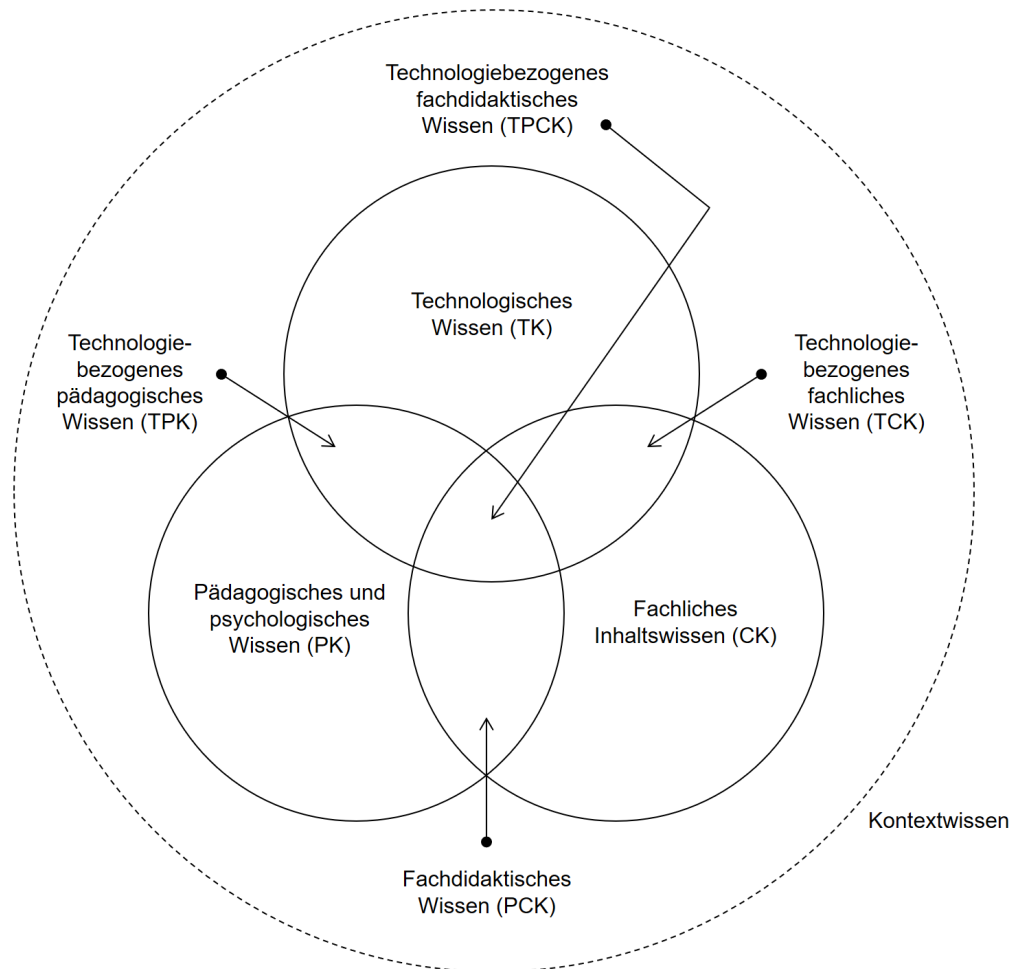 Technologiebezogenes
fachdidaktisches
Wissen (TPCK)
Technologisches
Wissen (TK)
Technologie-
bezogenes
pädagogisches
Wissen (TPK)
Technologie-
bezogenes
fachliches
Wissen (TCK)
Pädagogisches und
psychologisches
Wissen (PK)
Fachliches
Inhaltswissen (CK)
Kontextwissen
Fachdidaktisches
Wissen (PCK)